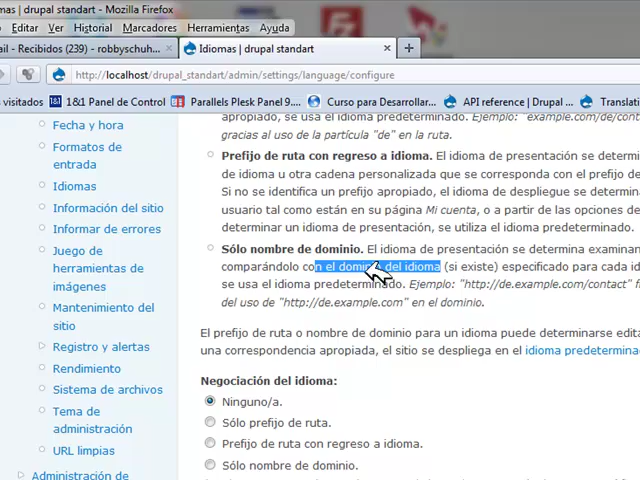 mas | drupal standart - Mozilla Firefox
Editar Ver Historial Marcadores Herramientas Ayuda
ail - Recibidos (239) - robbyschuh... × Idiomas | drupal standart × +
http://localhost/drupal_standart/admin/settings/language/configure
s visitados 1&1 Panel de Control Parallels Plesk Panel 9.... Curso para Desarrollar... API reference | Drupal ... Translati
Fecha y hora
Formatos de
entrada
Idiomas
Información del sitio
Informar de errores
Juego de
herramientas de
imágenes
Mantenimiento del
sitio
Registro y alertas
Rendimiento
Sistema de archivos
Tema de
administración
URL limpias
Administración de
apropiado, se usa el idioma predeterminado. Ejemplo: "example.com/de/cont
gracias al uso de la partícula "de" en la ruta.
Prefijo de ruta con regreso a idioma. El idioma de presentación se determ
de idioma u otra cadena personalizada que se corresponda con el prefijo de
Si no se identifica un prefijo apropiado, el idioma de despliegue se determina
usuario tal como están en su página Mi cuenta, o a partir de las opciones de
determinar un idioma de presentación, se utiliza el idioma predeterminado.
Sólo nombre de dominio. El idioma de presentación se determina examinan
comparándolo con el dominio del idioma (si existe) especificado para cada id
se usa el idioma predeterminado. Ejemplo: "http://de.example.com/contact" fi
del uso de "http://de.example.com" en el dominio.
El prefijo de ruta o nombre de dominio para un idioma puede determinarse edita
una correspondencia apropiada, el sitio se despliega en el idioma predetermina
Negociación del idioma:
Ninguno/a.
Sólo prefijo de ruta.
Prefijo de ruta con regreso a idioma.
Sólo nombre de dominio.